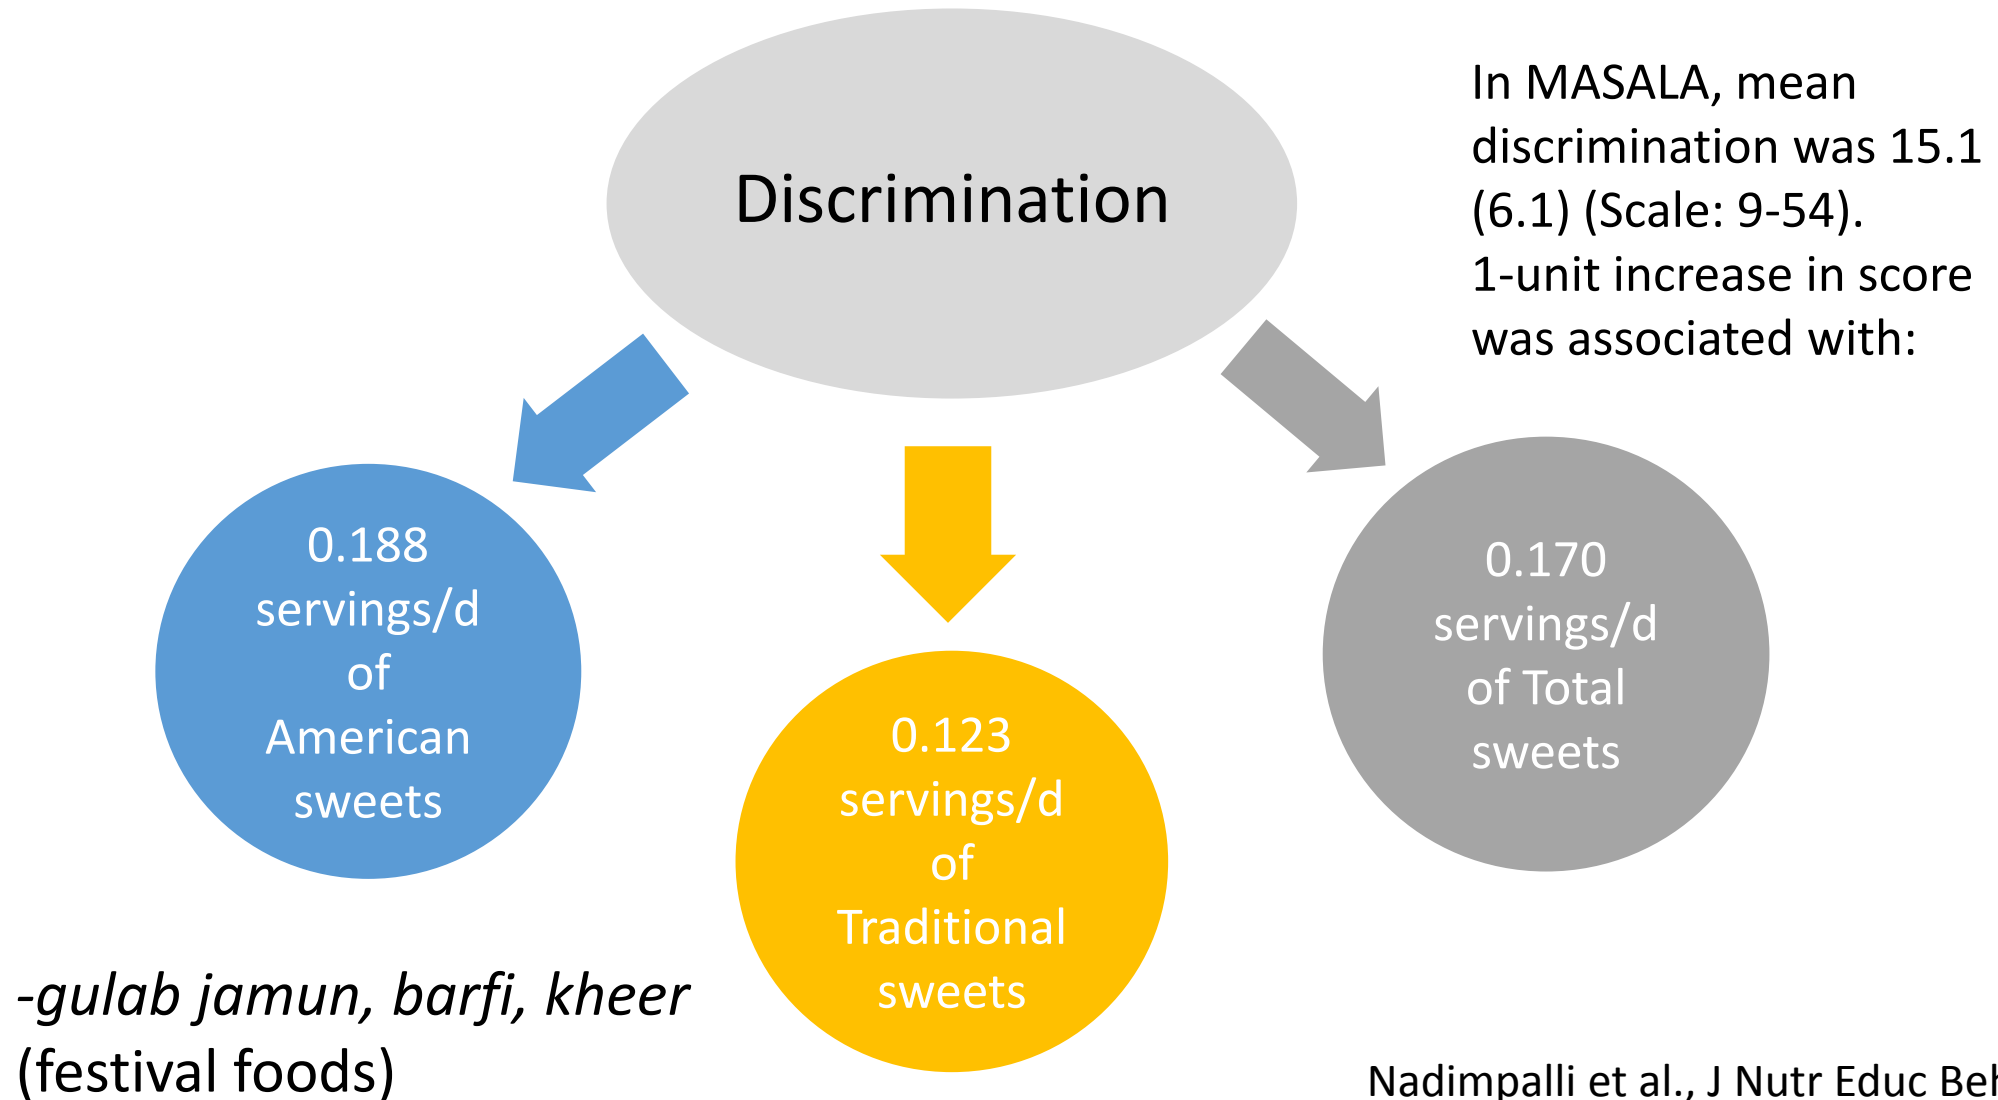 Discrimination
In MASALA, mean
discrimination was 15.1
(6.1) (Scale: 9-54).
1-unit increase in score
was associated with:
0.188
servings/d
of
American
sweets
0.123
servings/d
of
Traditional
sweets
0.170
servings/d
of Total
sweets
-gulab jamun, barfi, kheer
(festival foods)
Nadimpalli et al., J Nutr Educ